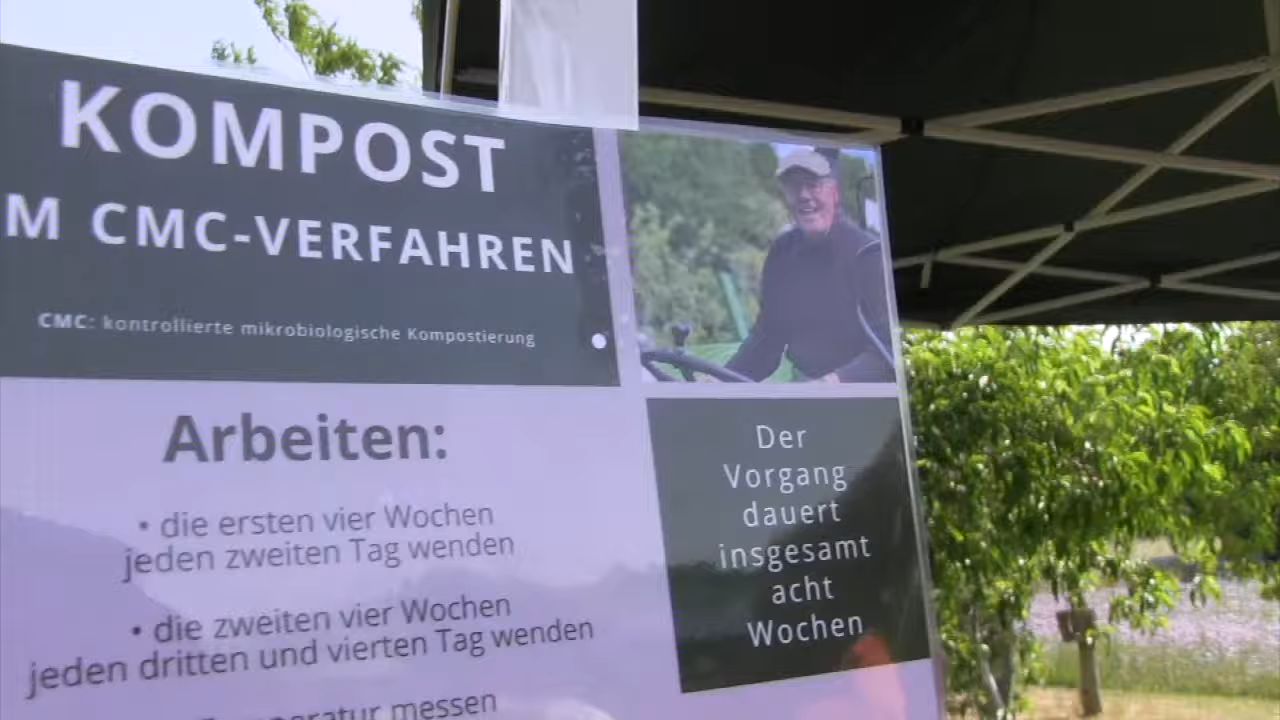 KOMPOST
M CMC-VERFAHREN
CMC: kontrollierte mikrobiologische Kompostierung
Arbeiten:
• die ersten vier Wochen
jeden zweiten Tag wenden
• die zweiten vier Wochen
jeden dritten und vierten Tag wenden
messen
Der
Vorgang
dauert
insgesamt
acht
Wochen